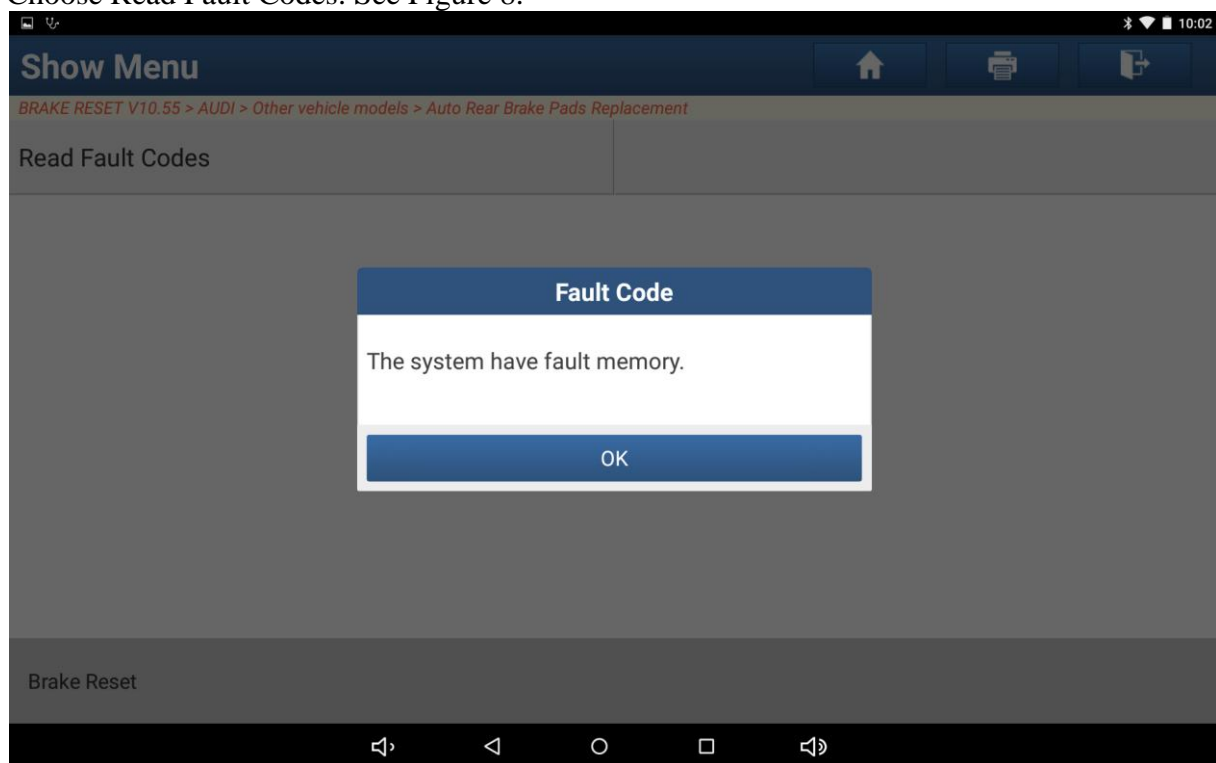 Choose Read Fault Codes. See Figure 8.
10:02
Show Menu
BRAKE RESET V10.55 > AUDI > Other vehicle models > Auto Rear Brake Pads Replacement
Read Fault Codes
Fault Code
The system have fault memory.
OK
Brake Reset